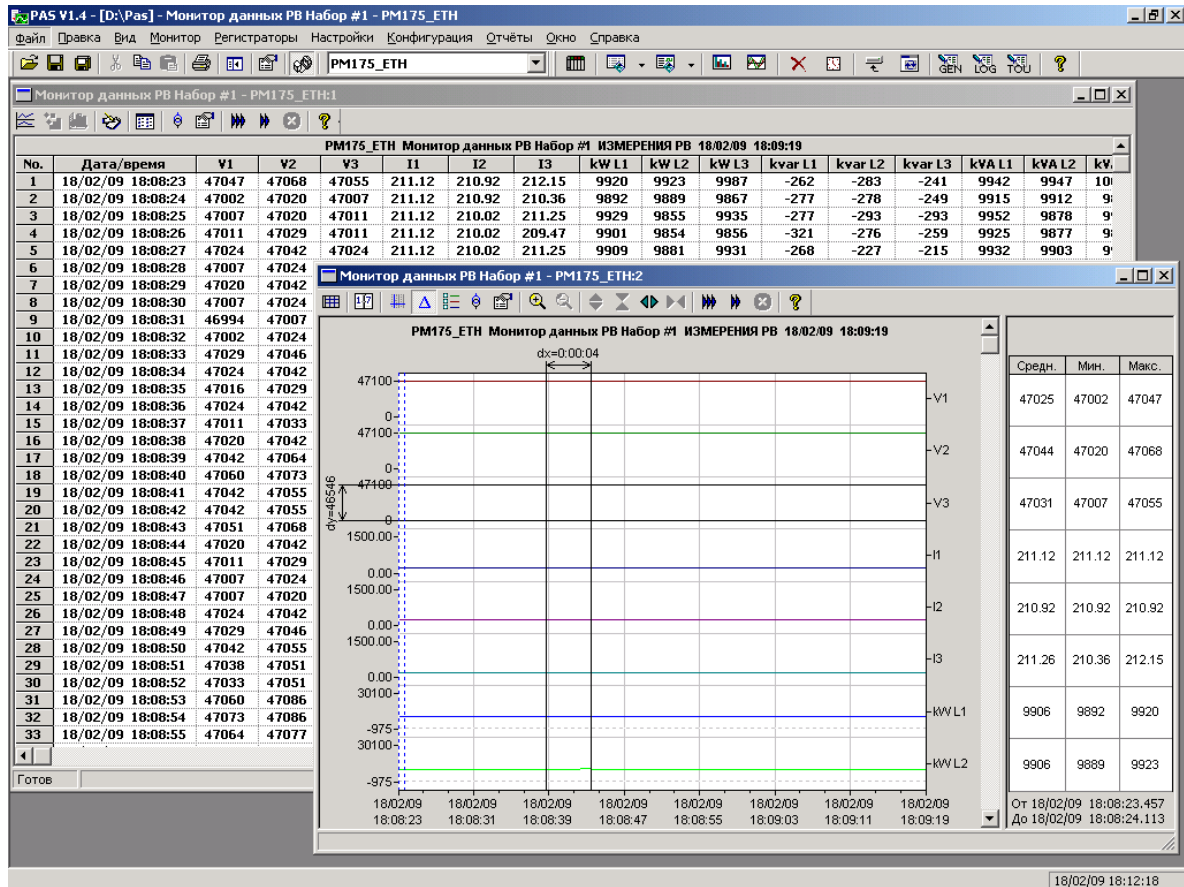 PAS V1.4 - [D:\Pas] - Монитор данных РВ Набор #1 - PM175_ETH
Файл Правка Вид Монитор Регистраторы Настройки Конфигурация Отчёты Окно Справка
PM175_ETH GEN LOG TOU
Монитор данных РВ Набор #1 - PM175_ETH:1
PM175_ETH Монитор данных РВ Набор #1 ИЗМЕРЕНИЯ РВ 18/02/09 18:09:19
No. Дата/время V1 V2 V3 I1 I2 I3 kW L1 kW L2 kW L3 kvar L1 kvar L2 kvar L3 kVA L1 kVA L2
1 18/02/09 18:08:23 47047 47068 47055 211.12 210.92 212.15 9920 9923 9987 -262 -283 -241 9942 9947
2 18/02/09 18:08:24 47002 47020 47007 211.12 210.92 210.36 9892 9889 9867 -277 -278 -249 9915 9912
3 18/02/09 18:08:25 47007 47020 47011 211.12 210.02 211.25 9929 9855 9935 -277 -293 -293 9952 9878
4 18/02/09 18:08:26 47011 47029 47011 211.12 210.02 209.47 9901 9854 9856 -321 -276 -259 9925 9877
5 18/02/09 18:08:27 47024 47042 47024 211.12 210.02 211.25 9909 9881 9931 -268 -227 -215 9932 9903
6 18/02/09 18:08:28 47007 47024
7 18/02/09 18:08:29 47020 47042
8 18/02/09 18:08:30 47007 47024
9 18/02/09 18:08:31 46994 47007
10 18/02/09 18:08:32 47002 47024
11 18/02/09 18:08:33 47029 47046
12 18/02/09 18:08:34 47024 47042
13 18/02/09 18:08:35 47016 47029
14 18/02/09 18:08:36 47024 47042
15 18/02/09 18:08:37 47011 47033
16 18/02/09 18:08:38 47020 47042
17 18/02/09 18:08:39 47042 47064
18 18/02/09 18:08:40 47060 47073
19 18/02/09 18:08:41 47042 47055
20 18/02/09 18:08:42 47042 47055
21 18/02/09 18:08:43 47051 47068
22 18/02/09 18:08:44 47020 47042
23 18/02/09 18:08:45 47011 47029
24 18/02/09 18:08:46 47007 47024
25 18/02/09 18:08:47 47007 47020
26 18/02/09 18:08:48 47024 47042
27 18/02/09 18:08:49 47029 47046
28 18/02/09 18:08:50 47042 47055
29 18/02/09 18:08:51 47038 47051
30 18/02/09 18:08:52 47033 47051
31 18/02/09 18:08:53 47060 47086
32 18/02/09 18:08:54 47073 47086
33 18/02/09 18:08:55 47064 47077
Готов
Монитор данных РВ Набор #1 - PM175_ETH:2
PM175_ETH Монитор данных РВ Набор #1 ИЗМЕРЕНИЯ РВ 18/02/09 18:09:19
dx=0:00:04
Средн. Мин. Макс.
47100
V1 47025 47002 47047
0
47100
V2 47044 47020 47068
0
47100
dy=46546
V3 47031 47007 47055
0
1500.00
I1 211.12 211.12 211.12
0.00
1500.00
I2 210.92 210.92 210.92
0.00
1500.00
I3 211.26 210.36 212.15
0.00
30100
kW L1 9906 9892 9920
-975
30100
kW L2 9906 9889 9923
-975
18/02/09 18/02/09 18/02/09 18/02/09 18/02/09 18/02/09 18/02/09 18/02/09
18:08:23 18:08:31 18:08:39 18:08:47 18:08:55 18:09:03 18:09:11 18:09:19
От 18/02/09 18:08:23.457
До 18/02/09 18:08:24.113
18/02/09 18:12:18